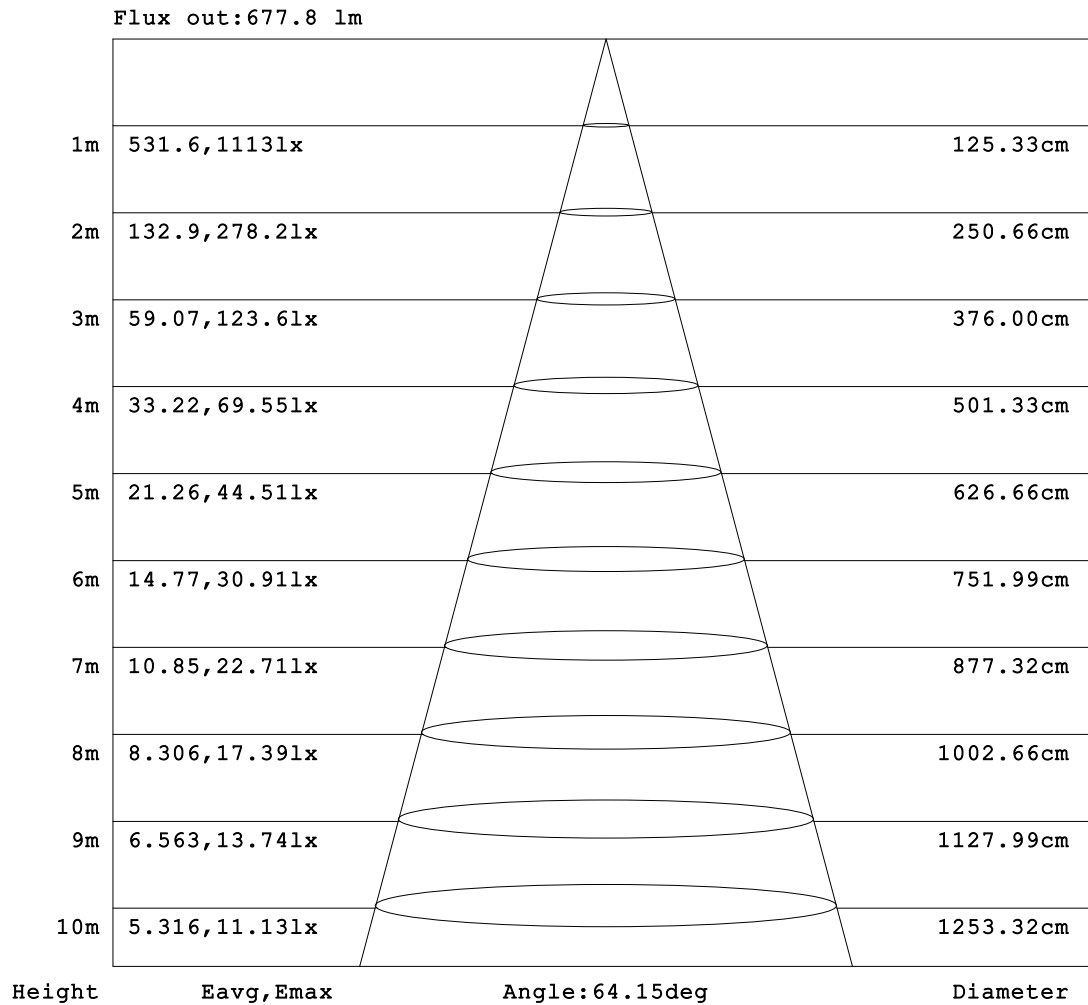 Flux out:677.8 lm
1m 531.6,1113lx 125.33cm
2m 132.9,278.2lx 250.66cm
3m 59.07,123.6lx 376.00cm
4m 33.22,69.55lx 501.33cm
5m 21.26,44.51lx 626.66cm
6m 14.77,30.91lx 751.99cm
7m 10.85,22.71lx 877.32cm
8m 8.306,17.39lx 1002.66cm
9m 6.563,13.74lx 1127.99cm
10m 5.316,11.13lx 1253.32cm
Height Eavg,Emax Angle:64.15deg Diameter